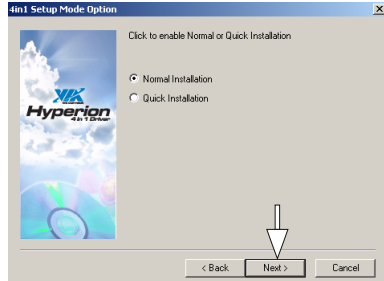 4in1 Setup Mode Option
Click to enable Normal or Quick Installation
Normal Installation
Quick Installation
VIA
Hyperion
4 in 1 Driver
< Back
Next >
Cancel